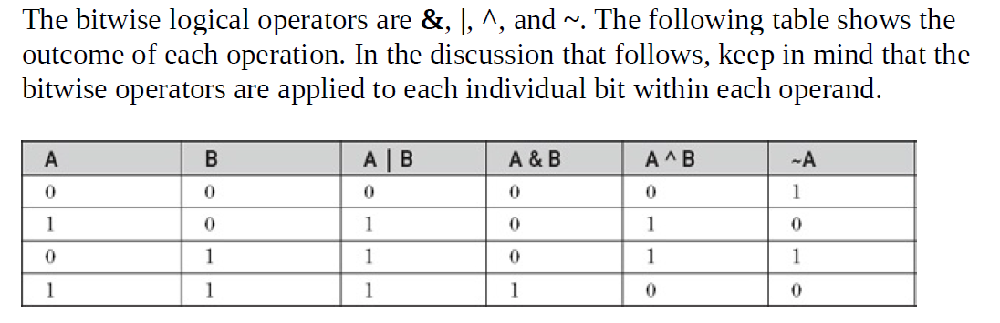 The bitwise logical operators are &, |, ^, and ~. The following table shows the
outcome of each operation. In the discussion that follows, keep in mind that the
bitwise operators are applied to each individual bit within each operand.
A B A | B A & B A ^ B ~A
0 0 0 0 0 1
1 0 1 0 1 0
0 1 1 0 1 1
1 1 1 1 0 0